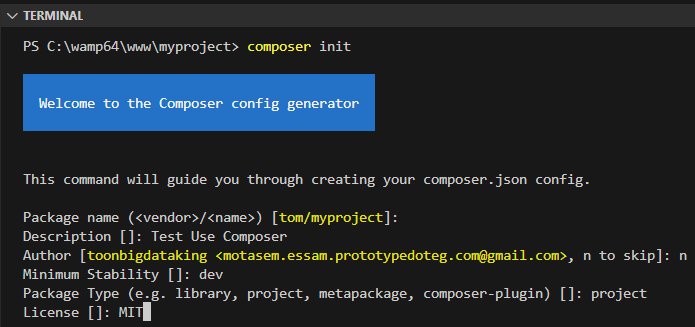 TERMINAL
PS C:\wamp64\www\myproject> composer init
Welcome to the Composer config generator
This command will guide you through creating your composer.json config.
Package name (<vendor>/<name>) [tom/myproject]:
Description []: Test Use Composer
Author [toonbigdataking <motasem.essam.prototypedoteg.com@gmail.com>, n to skip]: n
Minimum Stability []: dev
Package Type (e.g. library, project, metapackage, composer-plugin) []: project
License []: MIT